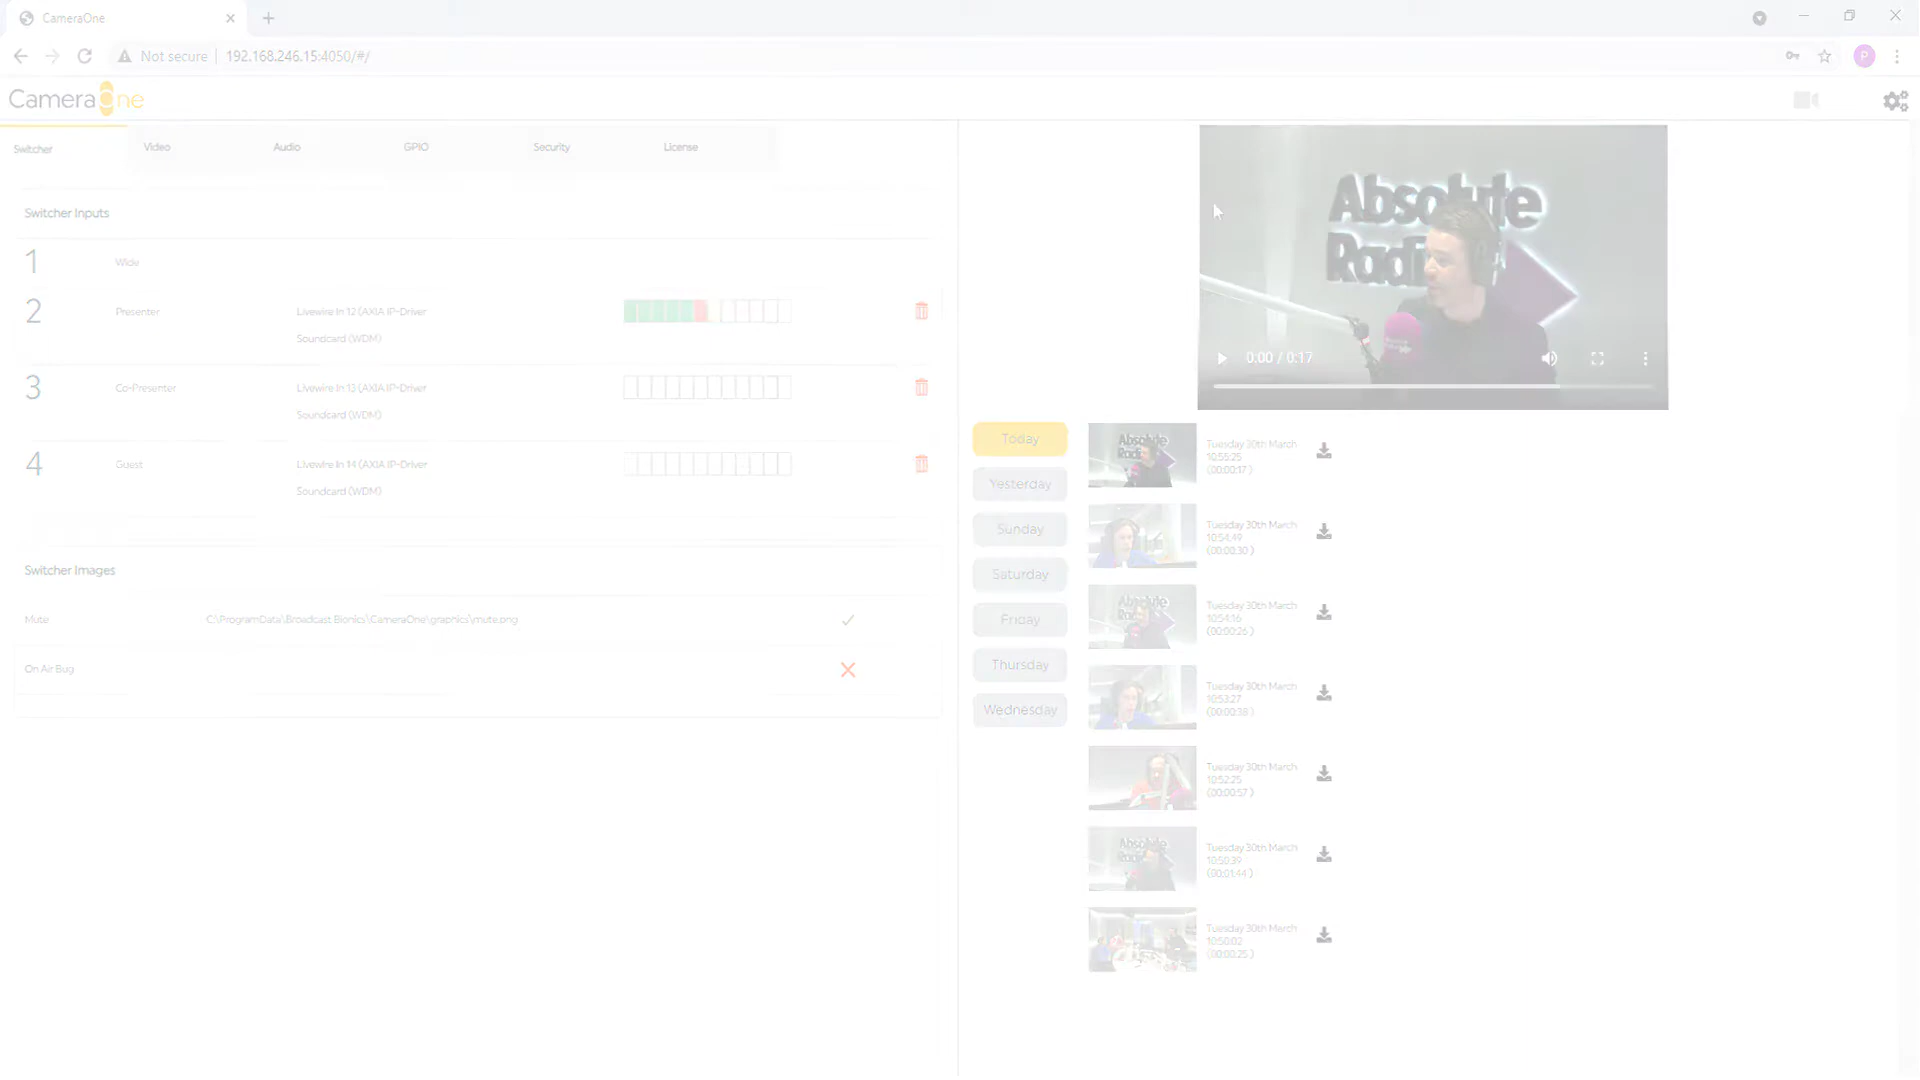 CameraOne
Not secure
192.168.246.15:4050/#/
P
CameraOne
Switcher
Video
Audio
GPIO
Security
License
Switcher Inputs
1
Wide
2
Presenter
Livewire In 12 (AXIA IP-Driver
Soundcard (WDM)
3
Co-Presenter
Livewire In 13 (AXIA IP-Driver
Soundcard (WDM)
4
Guest
Livewire In 14 (AXIA IP-Driver
Soundcard (WDM)
Switcher Images
Mute
C:\ProgramData\Broadcast Bionics\CameraOne\graphics\mute.png
On Air Bug
Absolute
Radio
0:00 / 0:17
Today
Yesterday
Sunday
Saturday
Friday
Thursday
Wednesday
Tuesday 30th March
10:55:25
(00:00:17 )
Tuesday 30th March
10:54:49
(00:00:30 )
Tuesday 30th March
10:54:16
(00:00:26 )
Tuesday 30th March
10:53:27
(00:00:38 )
Tuesday 30th March
10:52:25
(00:00:57 )
Tuesday 30th March
10:50:39
(00:01:44 )
Tuesday 30th March
10:50:02
(00:00:25 )